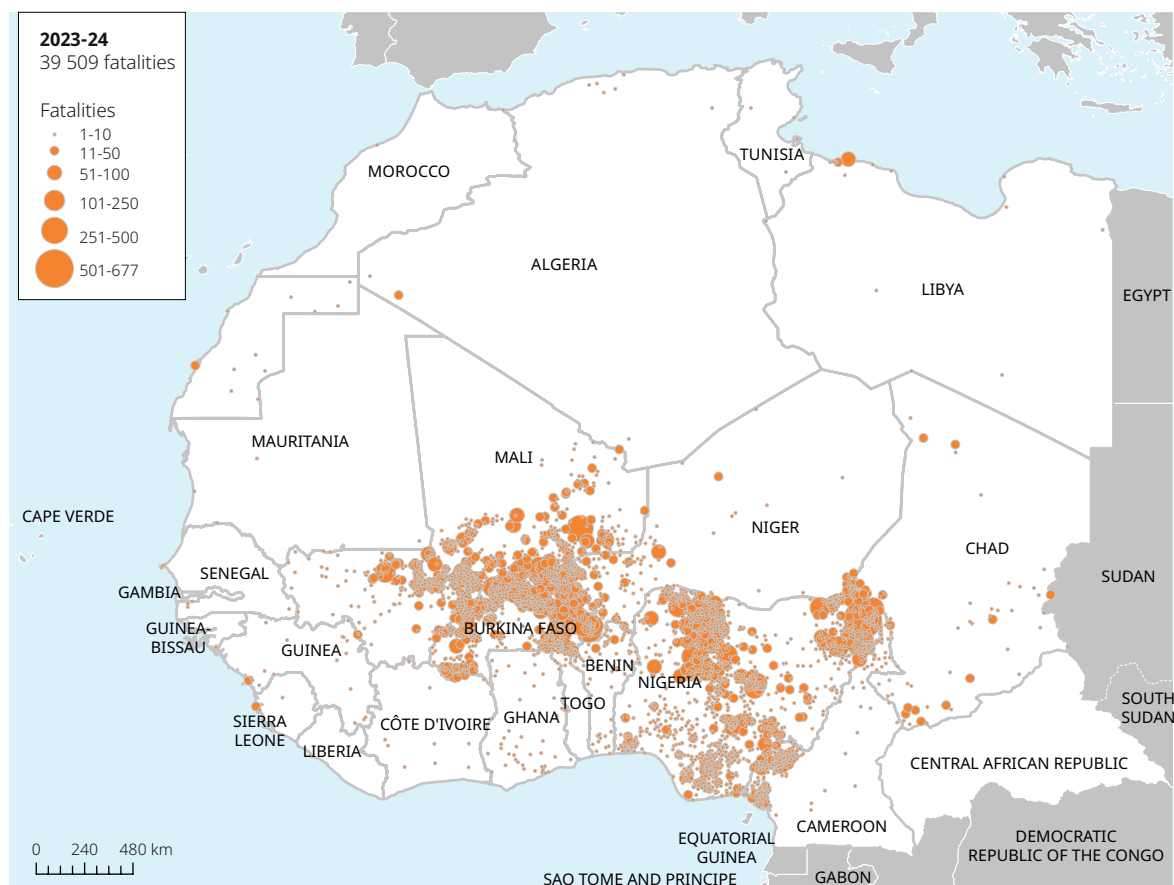 2023-24
39 509 fatalities
Fatalities
1-10
11-50
51-100
101-250
251-500
501-677
MOROCCO
TUNISIA
ALGERIA
LIBYA
EGYPT
MAURITANIA
MALI
CAPE VERDE
NIGER
CHAD
SENEGAL
SUDAN
GAMBIA
GUINEA-
BISSAU
BURKINA FASO
GUINEA
BENIN
NIGERIA
SOUTH
SUDAN
TOGO
GHANA
CÔTE D'IVOIRE
SIERRA
LEONE
LIBERIA
CENTRAL AFRICAN REPUBLIC
CAMEROON
EQUATORIAL
GUINEA
DEMOCRATIC
REPUBLIC OF THE CONGO
0 240 480 km
SAO TOME AND PRINCIPE
GABON